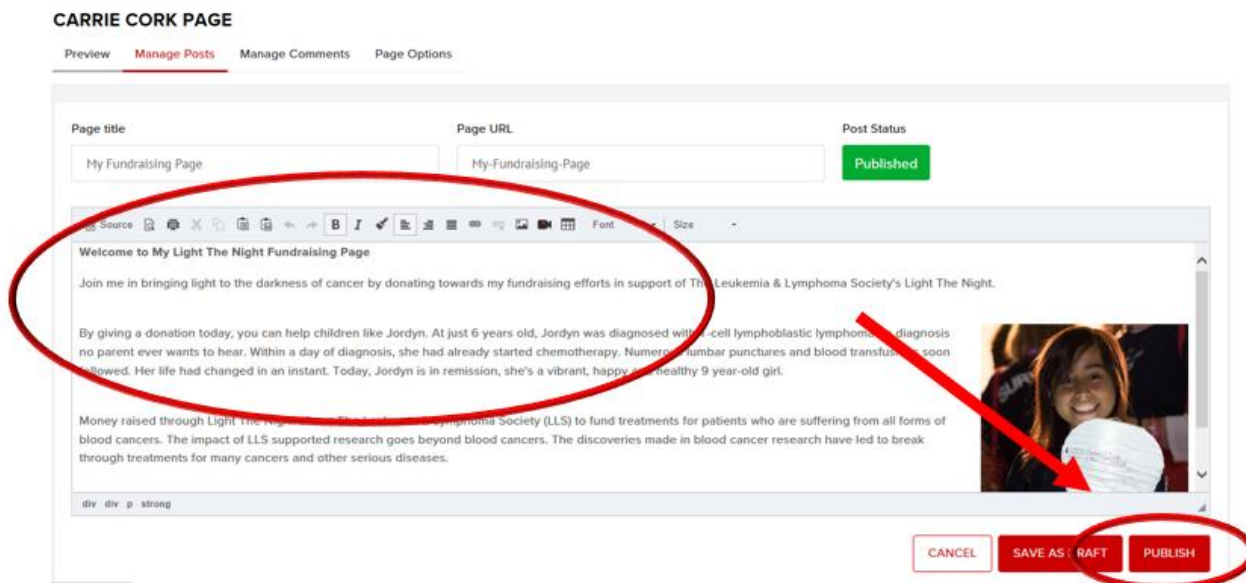 CARRIE CORK PAGE
Preview Manage Posts Manage Comments Page Options
Page title Page URL Post Status
My Fundraising Page My-Fundraising-Page Published
Source B I Font Size
Welcome to My Light The Night Fundraising Page
Join me in bringing light to the darkness of cancer by donating towards my fundraising efforts in support of The Leukemia & Lymphoma Society's Light The Night.
By giving a donation today, you can help children like Jordyn. At just 6 years old, Jordyn was diagnosed with -cell lymphoblastic lymphoma, diagnosis
no parent ever wants to hear. Within a day of diagnosis, she had already started chemotherapy. Numerous lumbar punctures and blood transfusions soon
followed. Her life had changed in an instant. Today, Jordyn is in remission, she's a vibrant, happy and healthy 9 year-old girl.
Money raised through Light The Night Lymphoma Society (LLS) to fund treatments for patients who are suffering from all forms of
blood cancers. The impact of LLS supported research goes beyond blood cancers. The discoveries made in blood cancer research have led to break
through treatments for many cancers and other serious diseases.
div div p strong
CANCEL SAVE AS DRAFT PUBLISH